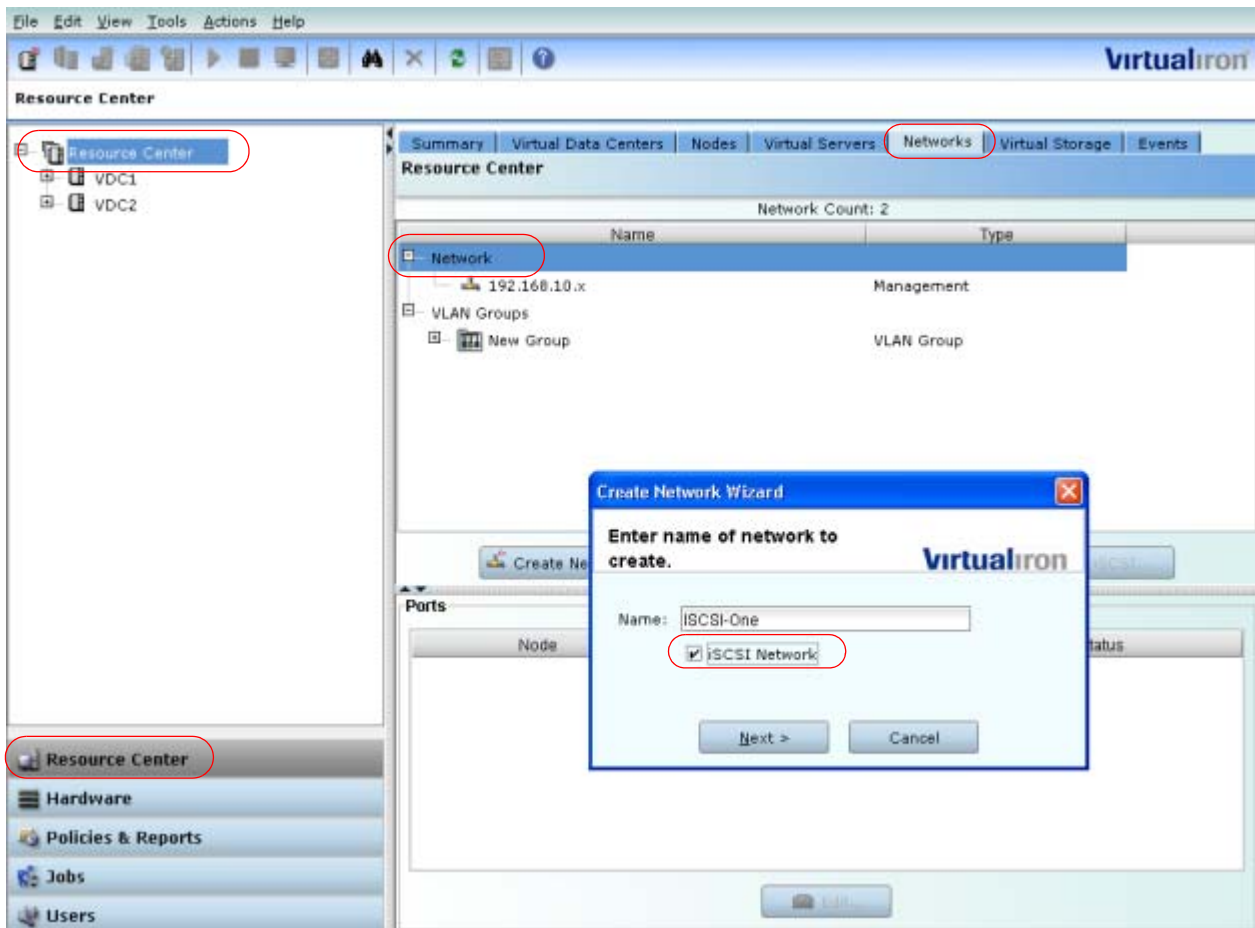 File Edit View Tools Actions Help
Virtualiron
Resource Center
Resource Center
VDC1
VDC2
Summary Virtual Data Centers Nodes Virtual Servers Networks Virtual Storage Events
Resource Center
Network Count: 2
Name Type
Network
192.168.10.x Management
VLAN Groups
New Group VLAN Group
Create Ne
Ports
Node tatus
Create Network Wizard
Enter name of network to
create.
Virtualiron
Name: ISCSI-One
iSCSI Network
Next > Cancel
Resource Center
Hardware
Policies & Reports
Jobs
Users
Edit